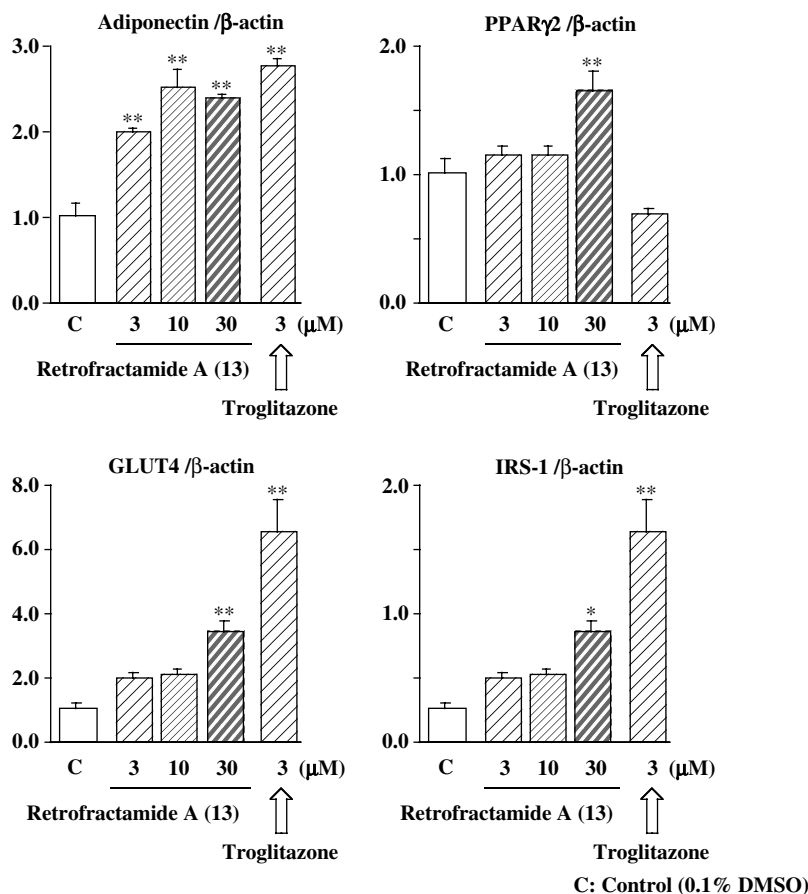 Adiponectin /β-actin
3.0
2.0
1.0
0.0
** ** ** **
C 3 10 30 3 (μM)
Retrofractamide A (13)
Troglitazone
PPARγ2/β-actin
2.0
1.0
0.0
**
C 3 10 30 3 (μM)
Retrofractamide A (13)
Troglitazone
GLUT4 /β-actin
8.0
6.0
4.0
2.0
0.0
** **
C 3 10 30 3 (μM)
Retrofractamide A (13)
Troglitazone
IRS-1/β-actin
2.0
1.0
0.0
* **
C 3 10 30 3 (μM)
Retrofractamide A (13)
Troglitazone
C: Control (0.1% DMSO)